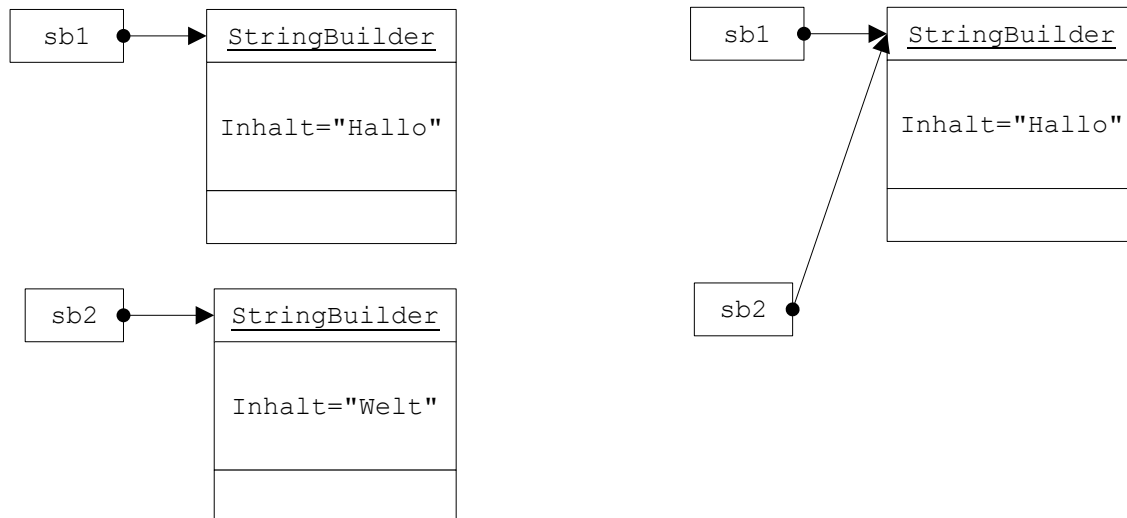 sb1
StringBuilder
Inhalt="Hallo"
sb2
StringBuilder
Inhalt="Welt"
sb1
StringBuilder
Inhalt="Hallo"
sb2